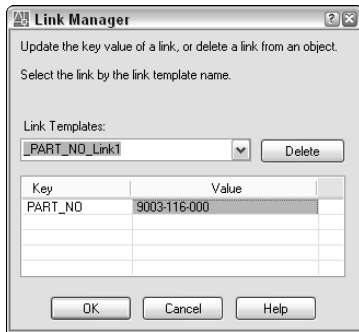 Link Manager
Update the key value of a link, or delete a link from an object.
Select the link by the link template name.
Link Templates:
_PART_NO_Link1
Delete
Key Value
PART_NO 9003-116-000
OK Cancel Help